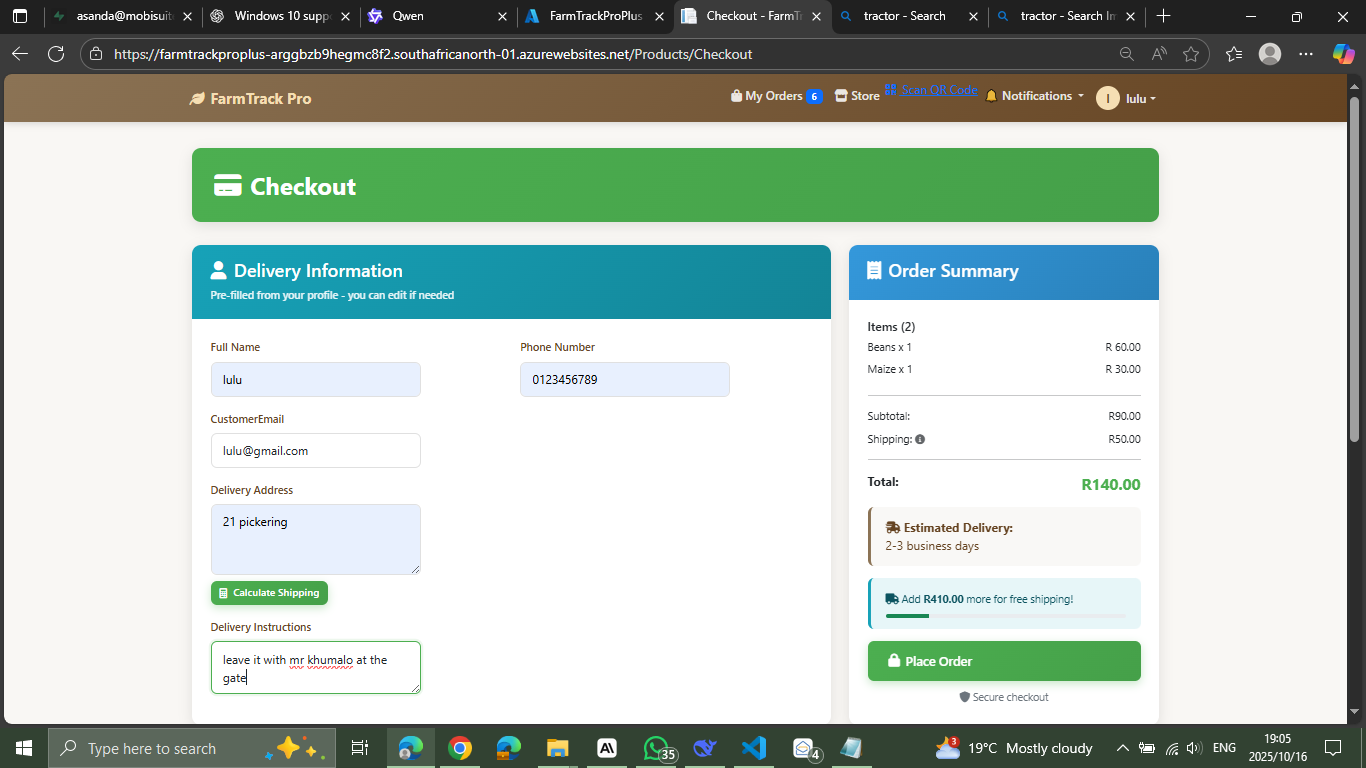 asanda@mobisuite
Windows 10 supp
Qwen
FarmTrackProPlus
Checkout - FarmTr
tractor - Search
tractor - Search Im
https://farmtrackproplus-arggbzb9hegmc8f2.southafricanorth-01.azurewebsites.net/Products/Checkout
FarmTrack Pro
My Orders 6
Store
Scan QR Code
Notifications
l
lulu
Checkout
Delivery Information
Pre-filled from your profile - you can edit if needed
Full Name
Phone Number
lulu
0123456789
CustomerEmail
lulu@gmail.com
Delivery Address
21 pickering
Calculate Shipping
Delivery Instructions
leave it with mr khumalo at the
gate
Order Summary
Items (2)
Beans x 1 R 60.00
Maize x 1 R 30.00
Subtotal: R90.00
Shipping: R50.00
Total: R140.00
Estimated Delivery:
2-3 business days
Add R410.00 more for free shipping!
Place Order
Secure checkout
Type here to search
35
4
3
19°C Mostly cloudy
ENG
19:05
2025/10/16